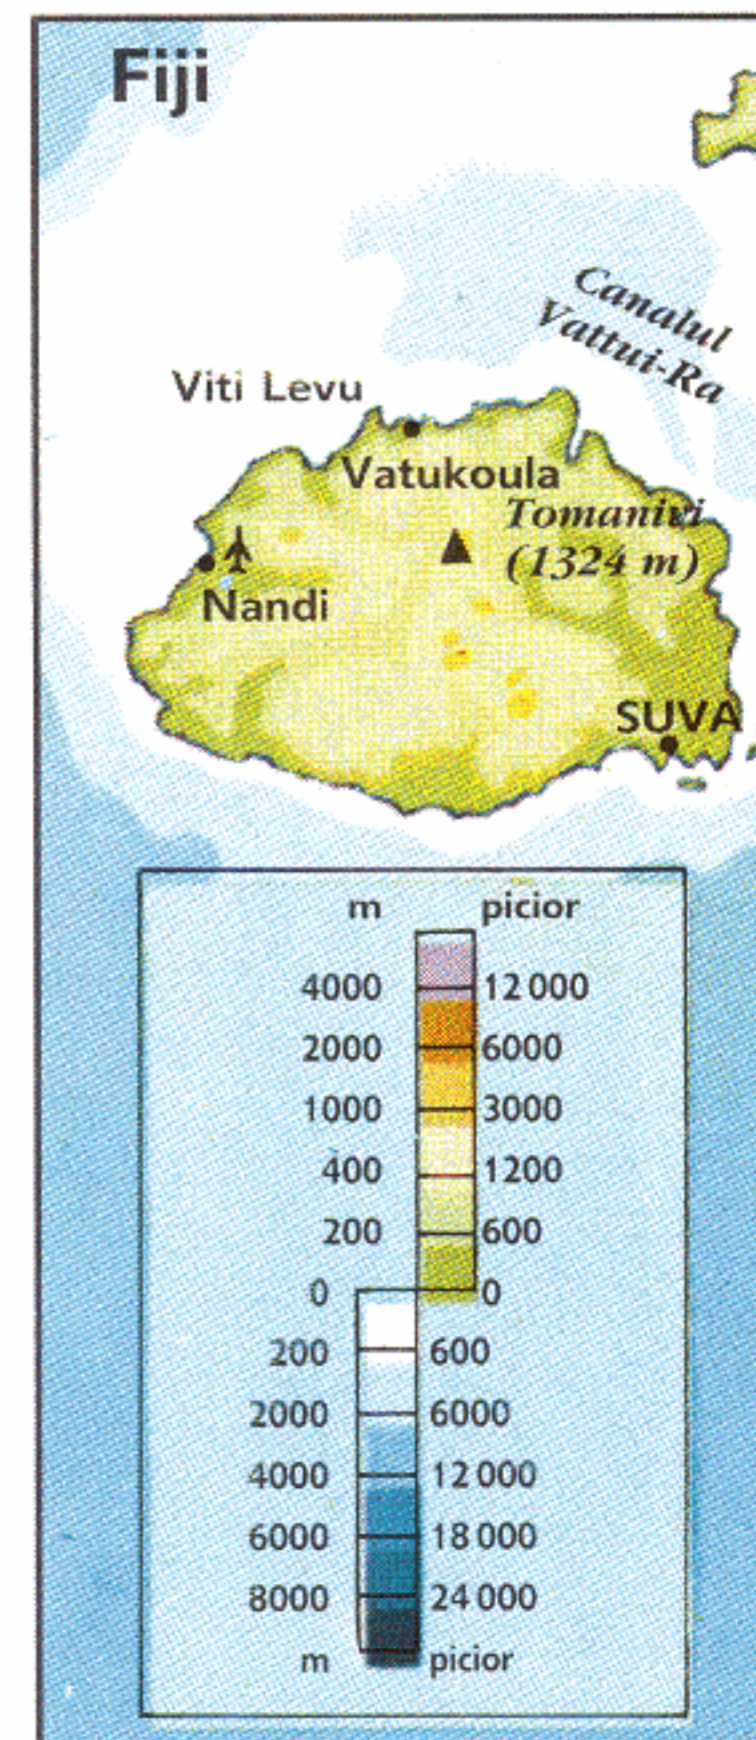 Fiji
Canalul
Vattui-Ra
Viti Levu
Vatukoula
Tomanivi
(1324 m)
Nandi
SUVA
m picior
4000 12 000
2000 6000
1000 3000
400 1200
200 600
0 0
200 600
2000 6000
4000 12 000
6000 18 000
8000 24 000
m picior